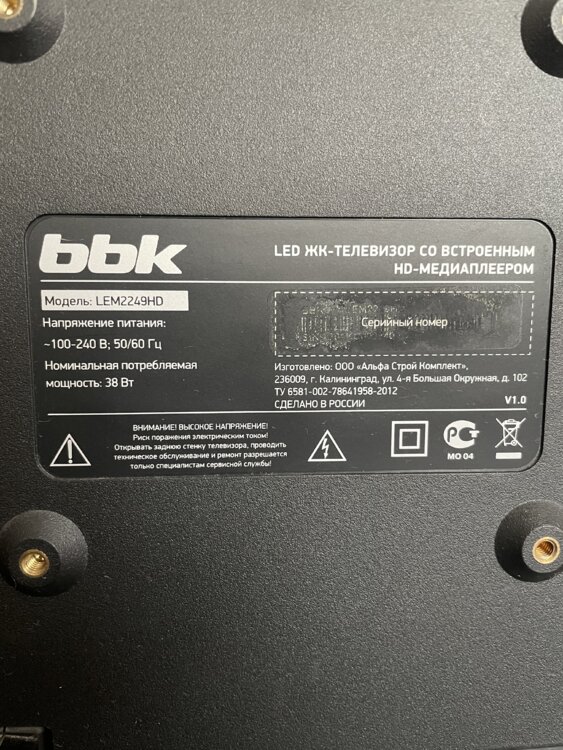 bbk
LED ЖК-ТЕЛЕВИЗОР СО ВСТРОЕННЫМ
HD-МЕДИАПЛЕЕРОМ
Модель: LEM2249HD
Напряжение питания:
~100-240 В; 50/60 Гц
Номинальная потребляемая
мощность: 38 Вт
Серийный номер
Изготовлено: ООО «Альфа Строй Комплект»,
236009, г. Калининград, ул. 4-я Большая Окружная, д. 102
ТУ 6581-002-78641958-2012
СДЕЛАНО В РОССИИ
V1.0
ВНИМАНИЕ! ВЫСОКОЕ НАПРЯЖЕНИЕ!
Риск поражения электрическим током!
Открывать заднюю стенку телевизора, проводить
техническое обслуживание и ремонт разрешается
только специалистам сервисной службы!
МО 04